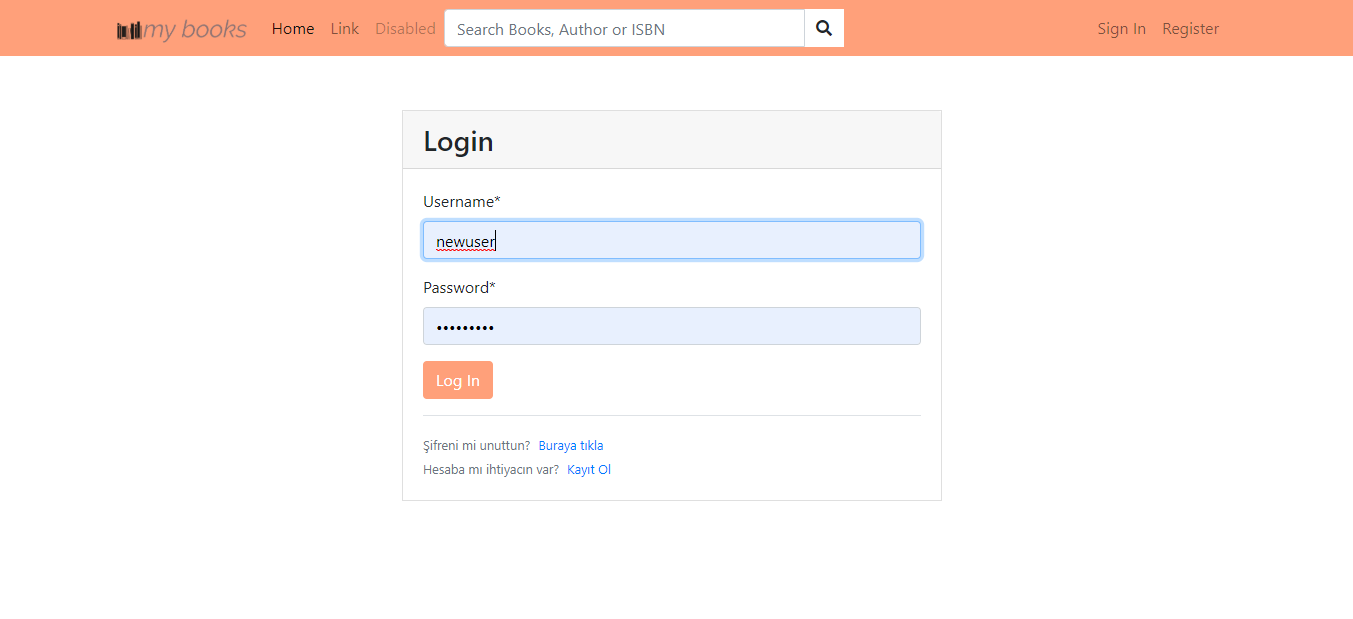 my books Home Link Disabled Search Books, Author or ISBN Sign In Register
Login
Username*
newuser
Password*
•••••••••
Log In
Şifreni mi unuttun? Buraya tıkla
Hesaba mı ihtiyacın var? Kayıt Ol